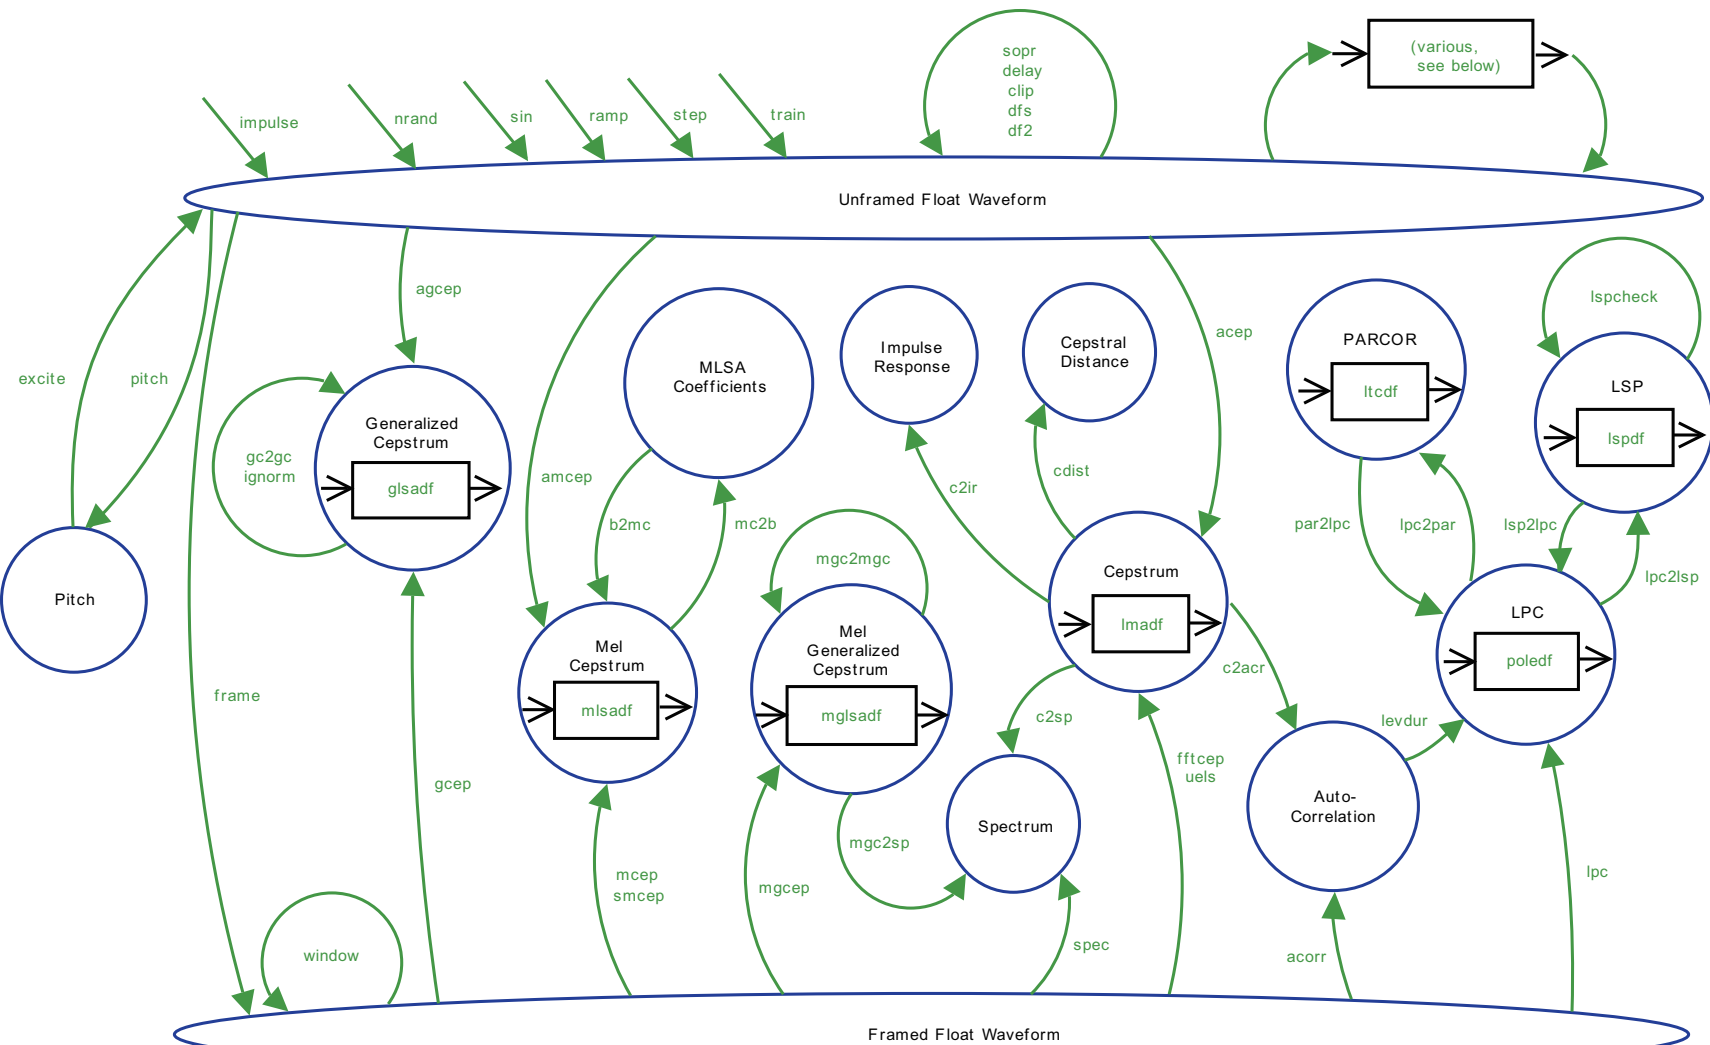 sopr
delay
clip
dfs
df2
(various,
see below)
impulse
nrand
sin
ramp
step
train
Unframed Float Waveform
agcep
acep
lspcheck
excite
pitch
MLSA
Coefficients
Impulse
Response
Cepstral
Distance
PARCOR
ltcdf
LSP
lspdf
Generalized
Cepstrum
glsadf
gc2gc
ignorm
amcep
b2mc
mc2b
c2ir
cdist
par2lpc
lpc2par
lsp2lpc
lpc2lsp
mgc2mgc
Pitch
Cepstrum
lmadf
LPC
poledf
Mel
Cepstrum
mlsadf
Mel
Generalized
Cepstrum
mglsadf
frame
c2acr
c2sp
levdur
gcep
fftcep
uels
Auto-
Correlation
Spectrum
mgc2sp
mcep
smcep
mgcep
lpc
window
spec
acorr
Framed Float Waveform